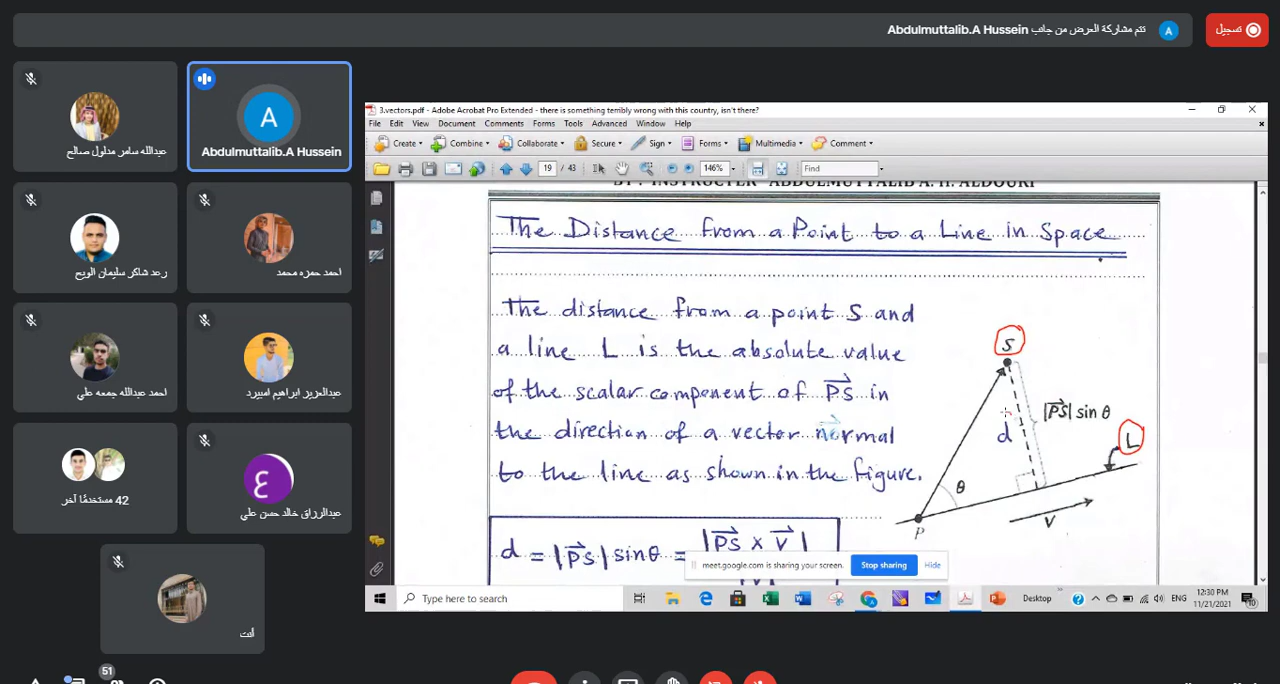 تتم مشاركة العرض من جانب Abdulmuttalib.A Hussein
تسجيل
عبدالله سامر مدلول صالح
Abdulmuttalib.A Hussein
رعد شاكر سليمان الويح
احمد حمزه محمد
احمد عبدالله جمعه علي
عبدالعزيز ابراهيم امبيرد
42 مستخدمًا آخر
عبدالرزاق خالد حسن علي
أنت
51
3.vectors.pdf - Adobe Acrobat Pro Extended - there is something terribly wrong with this country, isn't there?
File Edit View Document Comments Forms Tools Advanced Window Help
Create Combine Collaborate Secure Sign Forms Multimedia Comment
19 / 43 146% Find
BY : INSTRUCTER ABDULMUTTALIB A. H. ALDOURI
The Distance from a Point to a Line in Space
The distance from a point S and
a line L is the absolute value
of the scalar component of PS in
the direction of a vector normal
to the line as shown in the figure.
d = |PS| sinθ = |PS × V|
|V|
S
|PS| sin θ
d
L
θ
P
V
meet.google.com is sharing your screen. Stop sharing Hide
Type here to search
Desktop
ENG
12:30 PM
11/21/2021